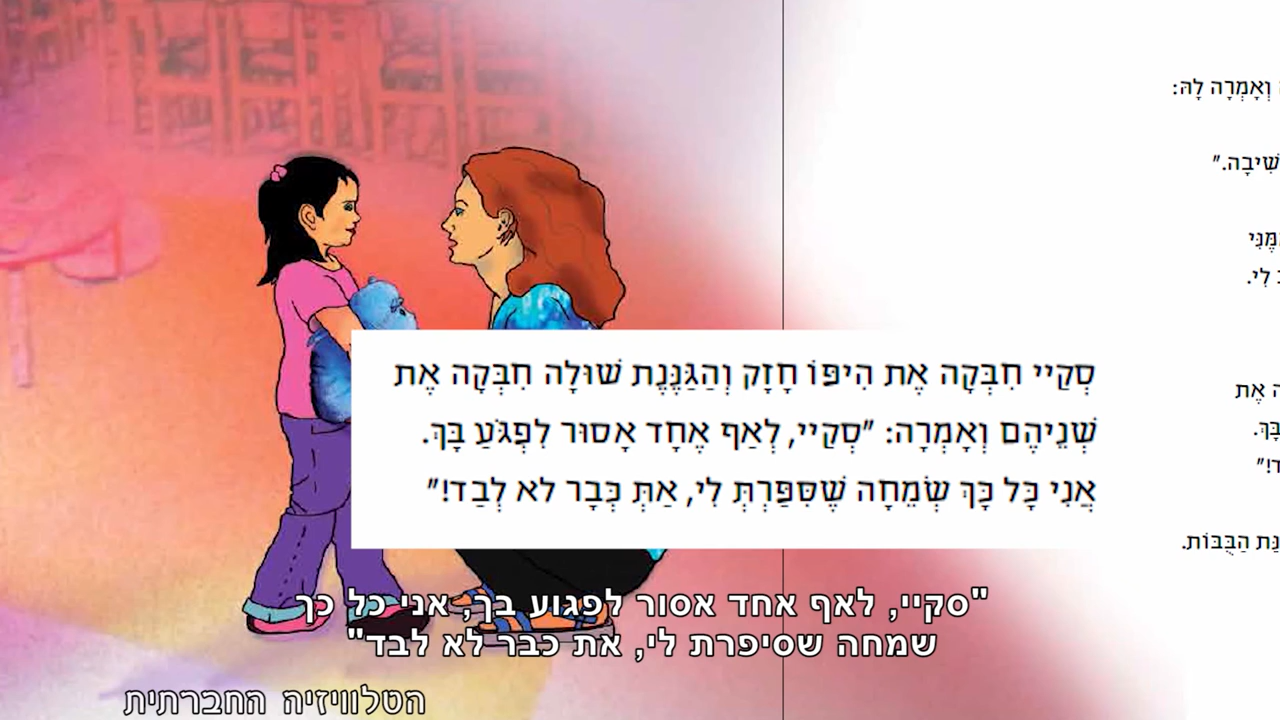 וְאָמְרָה לָהּ:
סְקַיי חִבְּקָה אֶת הִיפּוֹ חָזָק וְהַגַּנֶּנֶת שׁוּלָה חִבְּקָה אֶת
שְׁנֵיהֶם וְאָמְרָה: "סְקַיי, לְאַף אֶחָד אָסוּר לִפְגֹּעַ בָּךְ.
אֲנִי כָּל כָּךְ שְׂמֵחָה שֶׁסִּפַּרְתְּ לִי, אַתְּ כְּבָר לֹא לְבַד!"
לִי.
אֶת
בָּךְ.
הַבֻּבּוֹת.
"סקיי, לאף אחד אסור לפגוע בך, אני כל כך
שמחה שסיפרת לי, את כבר לא לבד"
הטלוויזיה החברתית